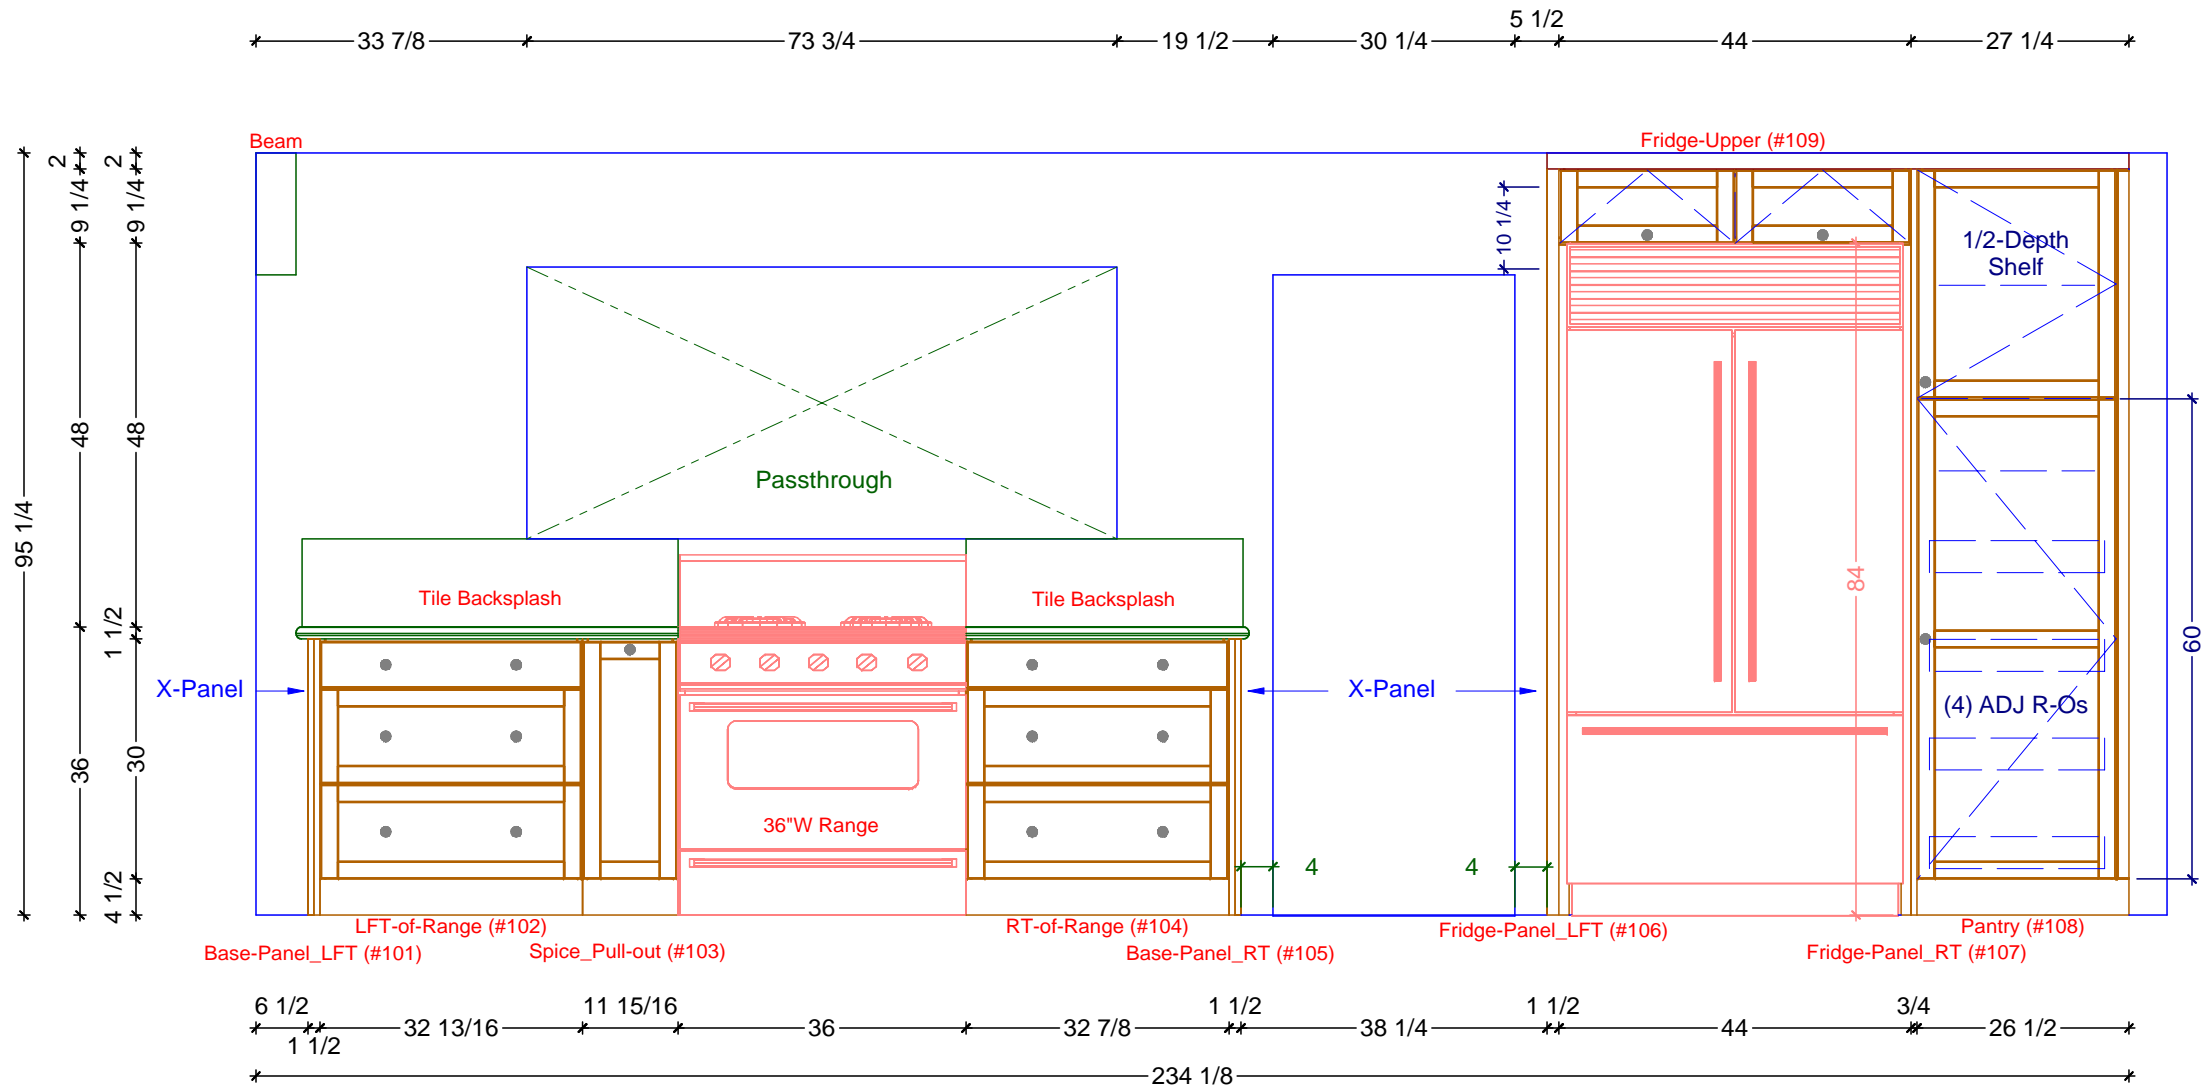 5 1/2
33 7/8
73 3/4
19 1/2
30 1/4
44
27 1/4
Beam
Fridge-Upper (#109)
2
2
9 1/4
9 1/4
10 1/4
1/2-Depth
Shelf
48
48
Passthrough
95 1/4
84
Tile Backsplash
Tile Backsplash
1 1/2
60
X-Panel
X-Panel
(4) ADJ R-Os
36
30
36"W Range
4
4
4 1/2
LFT-of-Range (#102)
RT-of-Range (#104)
Fridge-Panel_LFT (#106)
Pantry (#108)
Base-Panel_LFT (#101)
Spice_Pull-out (#103)
Base-Panel_RT (#105)
Fridge-Panel_RT (#107)
6 1/2
11 15/16
1 1/2
1 1/2
3/4
32 13/16
36
32 7/8
38 1/4
44
26 1/2
1 1/2
234 1/8